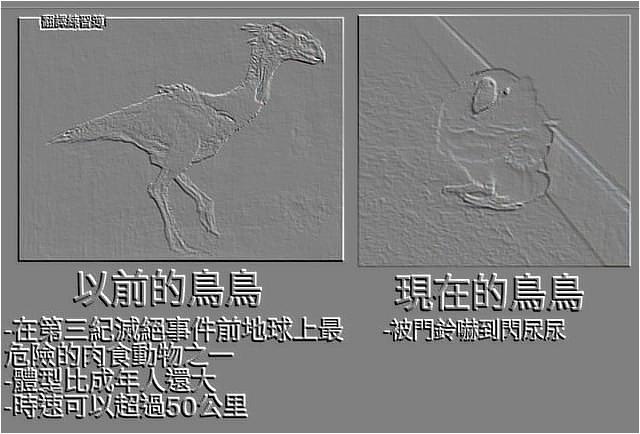 翻譯練習簿
以前的鳥鳥
-在第三紀滅絕事件前地球上最
危險的肉食動物之一
-體型比成年人還大
-時速可以超過50公里
現在的鳥鳥
-被門鈴嚇到閃尿尿